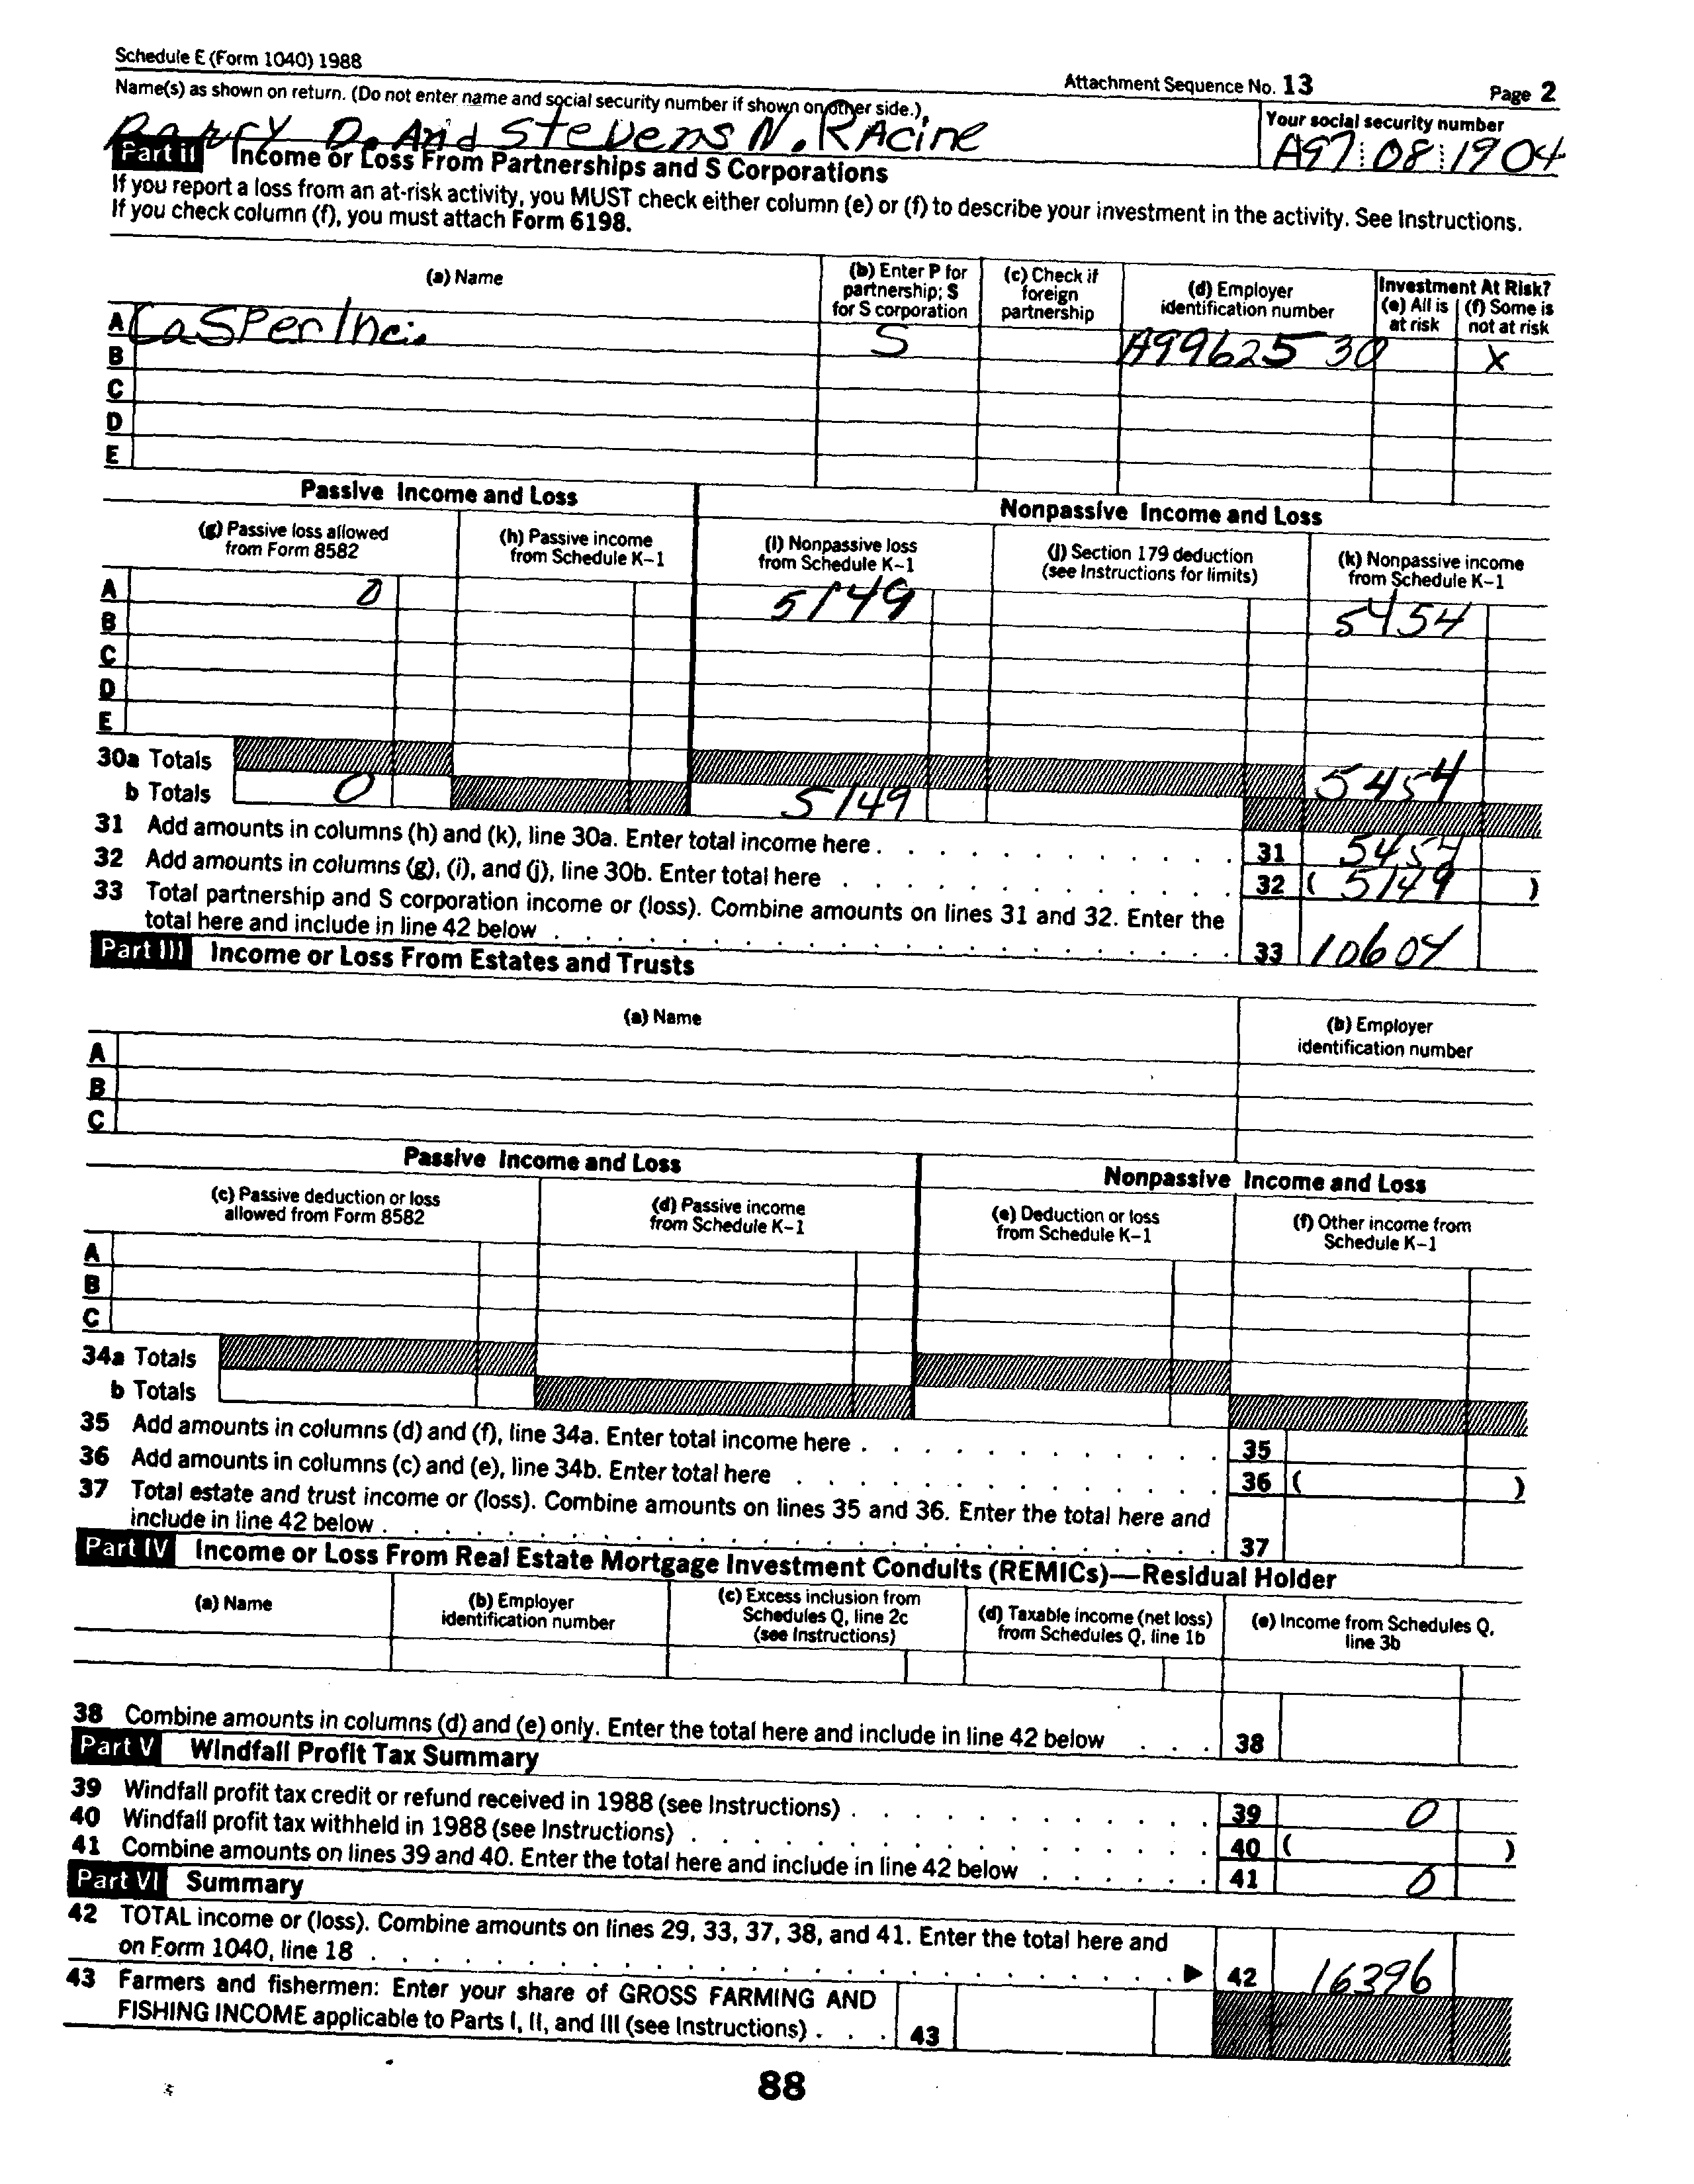 Schedule E (Form 1040) 1988
Attachment Sequence No. 13
Page 2
Name(s) as shown on return. (Do not enter name and social security number if shown on other side.)
Your social security number
D. And Stevens N. Racine
A97 08 1904
Part II Income or Loss From Partnerships and S Corporations
If you report a loss from an at-risk activity, you MUST check either column (e) or (f) to describe your investment in the activity. See Instructions.
If you check column (f), you must attach Form 6198.
(a) Name
(b) Enter P for partnership; S for S corporation
(c) Check if foreign partnership
(d) Employer identification number
Investment At Risk?
(e) All is at risk
(f) Some is not at risk
A CaSPer Inc. S A99625 30 X
B
C
D
E
Passive Income and Loss
Nonpassive Income and Loss
(g) Passive loss allowed from Form 8582
(h) Passive income from Schedule K–1
(i) Nonpassive loss from Schedule K–1
(j) Section 179 deduction (see Instructions for limits)
(k) Nonpassive income from Schedule K–1
A 0 5149 5454
B
C
D
E
30a Totals 5454
b Totals 0 5149
31 Add amounts in columns (h) and (k), line 30a. Enter total income here . 31 5454
32 Add amounts in columns (g), (i), and (j), line 30b. Enter total here . 32 ( 5149 )
33 Total partnership and S corporation income or (loss). Combine amounts on lines 31 and 32. Enter the
total here and include in line 42 below . 33 10604
Part III Income or Loss From Estates and Trusts
(a) Name
(b) Employer identification number
A
B
C
Passive Income and Loss
Nonpassive Income and Loss
(c) Passive deduction or loss allowed from Form 8582
(d) Passive income from Schedule K–1
(e) Deduction or loss from Schedule K–1
(f) Other income from Schedule K–1
A
B
C
34a Totals
b Totals
35 Add amounts in columns (d) and (f), line 34a. Enter total income here . 35
36 Add amounts in columns (c) and (e), line 34b. Enter total here . 36 ( )
37 Total estate and trust income or (loss). Combine amounts on lines 35 and 36. Enter the total here and
include in line 42 below . 37
Part IV Income or Loss From Real Estate Mortgage Investment Conduits (REMICs)—Residual Holder
(a) Name
(b) Employer identification number
(c) Excess inclusion from Schedules Q, line 2c (see Instructions)
(d) Taxable income (net loss) from Schedules Q, line 1b
(e) Income from Schedules Q, line 3b
38 Combine amounts in columns (d) and (e) only. Enter the total here and include in line 42 below . . . 38
Part V Windfall Profit Tax Summary
39 Windfall profit tax credit or refund received in 1988 (see Instructions) . 39 0
40 Windfall profit tax withheld in 1988 (see Instructions) . 40 ( )
41 Combine amounts on lines 39 and 40. Enter the total here and include in line 42 below . 41 0
Part VI Summary
42 TOTAL income or (loss). Combine amounts on lines 29, 33, 37, 38, and 41. Enter the total here and
on Form 1040, line 18 . ▶ 42 16396
43 Farmers and fishermen: Enter your share of GROSS FARMING AND
FISHING INCOME applicable to Parts I, II, and III (see Instructions) . . . 43
88